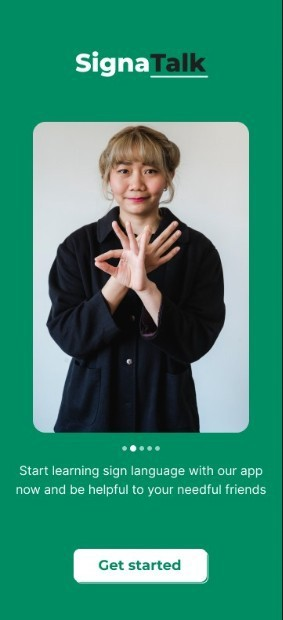 SignaTalk
Start learning sign language with our app
now and be helpful to your needful friends
Get started